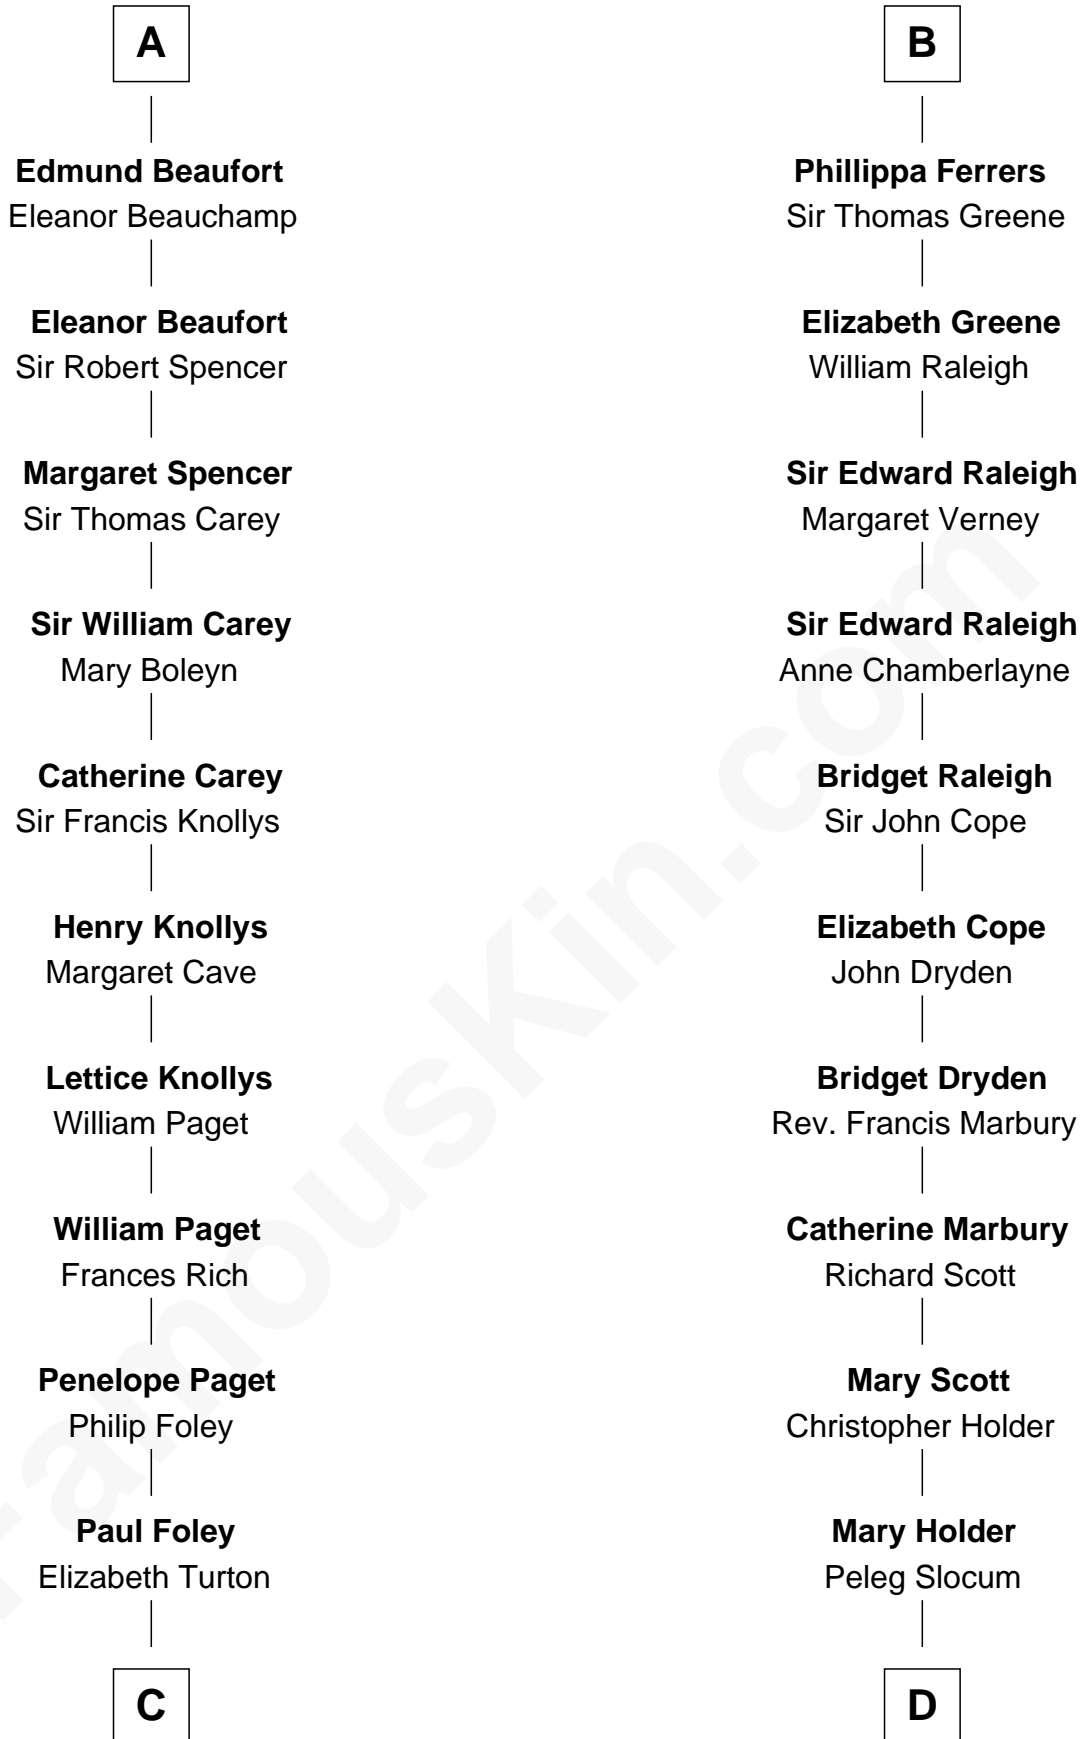 A
Edmund Beaufort
Eleanor Beauchamp
Eleanor Beaufort
Sir Robert Spencer
Margaret Spencer
Sir Thomas Carey
Sir William Carey
Mary Boleyn
Catherine Carey
Sir Francis Knollys
Henry Knollys
Margaret Cave
Lettice Knollys
William Paget
William Paget
Frances Rich
Penelope Paget
Philip Foley
Paul Foley
Elizabeth Turton
C
B
Phillippa Ferrers
Sir Thomas Greene
Elizabeth Greene
William Raleigh
Sir Edward Raleigh
Margaret Verney
Sir Edward Raleigh
Anne Chamberlayne
Bridget Raleigh
Sir John Cope
Elizabeth Cope
John Dryden
Bridget Dryden
Rev. Francis Marbury
Catherine Marbury
Richard Scott
Mary Scott
Christopher Holder
Mary Holder
Peleg Slocum
D
FamousKin.com